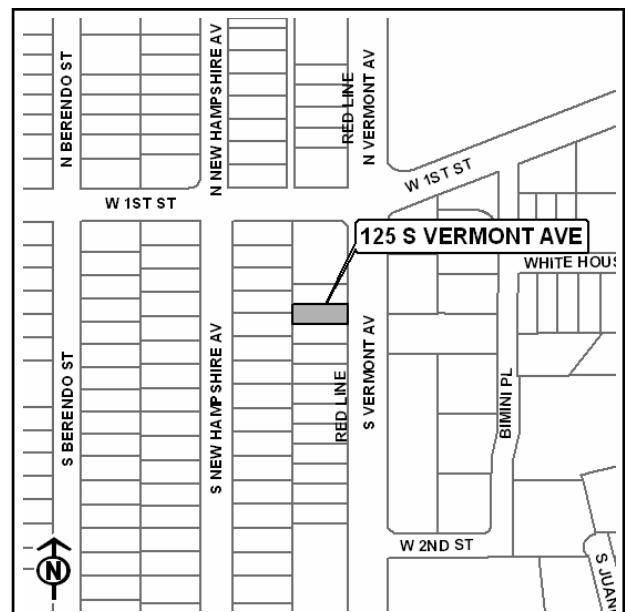 N BERENDO ST
N NEW HAMPSHIRE AV
RED LINE
N VERMONT AV
W 1ST ST
W 1ST ST
125 S VERMONT AVE
WHITE HOUS
S BERENDO ST
S NEW HAMPSHIRE AV
RED LINE
S VERMONT AV
BIMINI PL
W 2ND ST
S JUAN
N